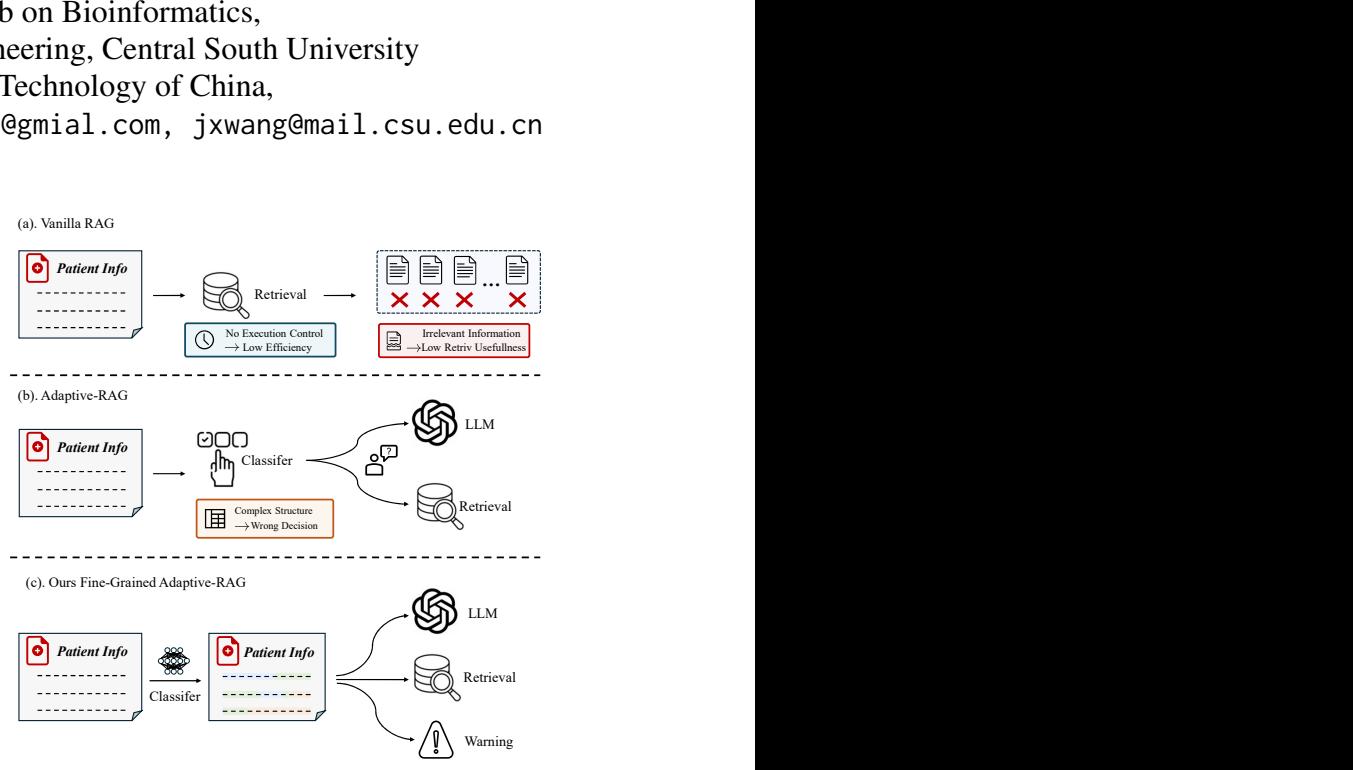 b on Bioinformatics,
neering, Central South University
Technology of China,
@gmial.com, jxwang@mail.csu.edu.cn
(a). Vanilla RAG
Patient Info
Retrieval
No Execution Control
→ Low Efficiency
...
Irrelevant Information
→Low Retriv Usefullness
(b). Adaptive-RAG
Patient Info
Classifer
?
LLM
Retrieval
Complex Structure
→Wrong Decision
(c). Ours Fine-Grained Adaptive-RAG
Patient Info
Classifer
Patient Info
LLM
Retrieval
Warning